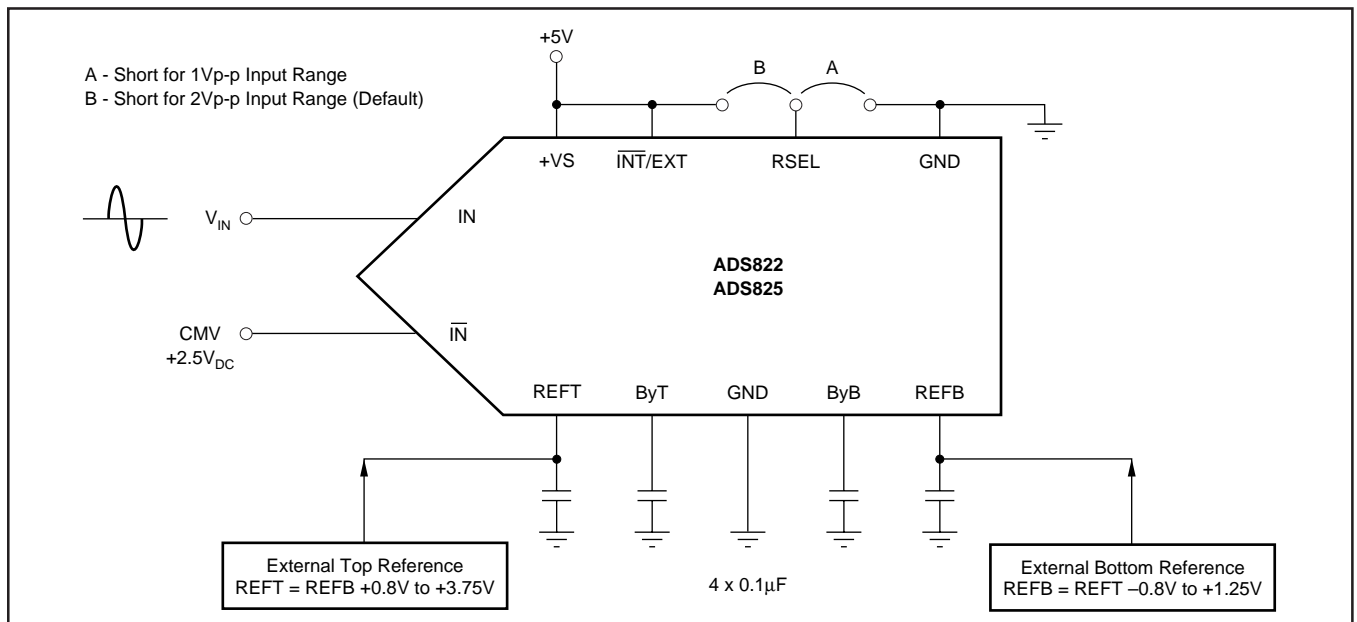 +5V
A - Short for 1Vp-p Input Range
B - Short for 2Vp-p Input Range (Default)
B
A
+VS
I̅N̅T̅/EXT
RSEL
GND
V_IN
IN
ADS822
ADS825
CMV
+2.5V_DC
I̅N̅
REFT
ByT
GND
ByB
REFB
External Top Reference
REFT = REFB +0.8V to +3.75V
4 x 0.1μF
External Bottom Reference
REFB = REFT –0.8V to +1.25V